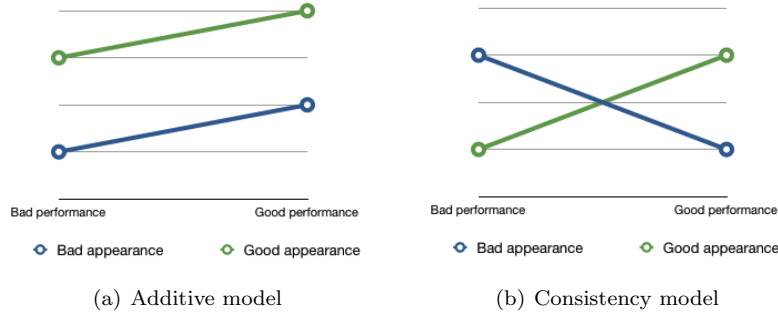 Bad performance Good performance
Bad appearance Good appearance
(a) Additive model
Bad performance Good performance
Bad appearance Good appearance
(b) Consistency model